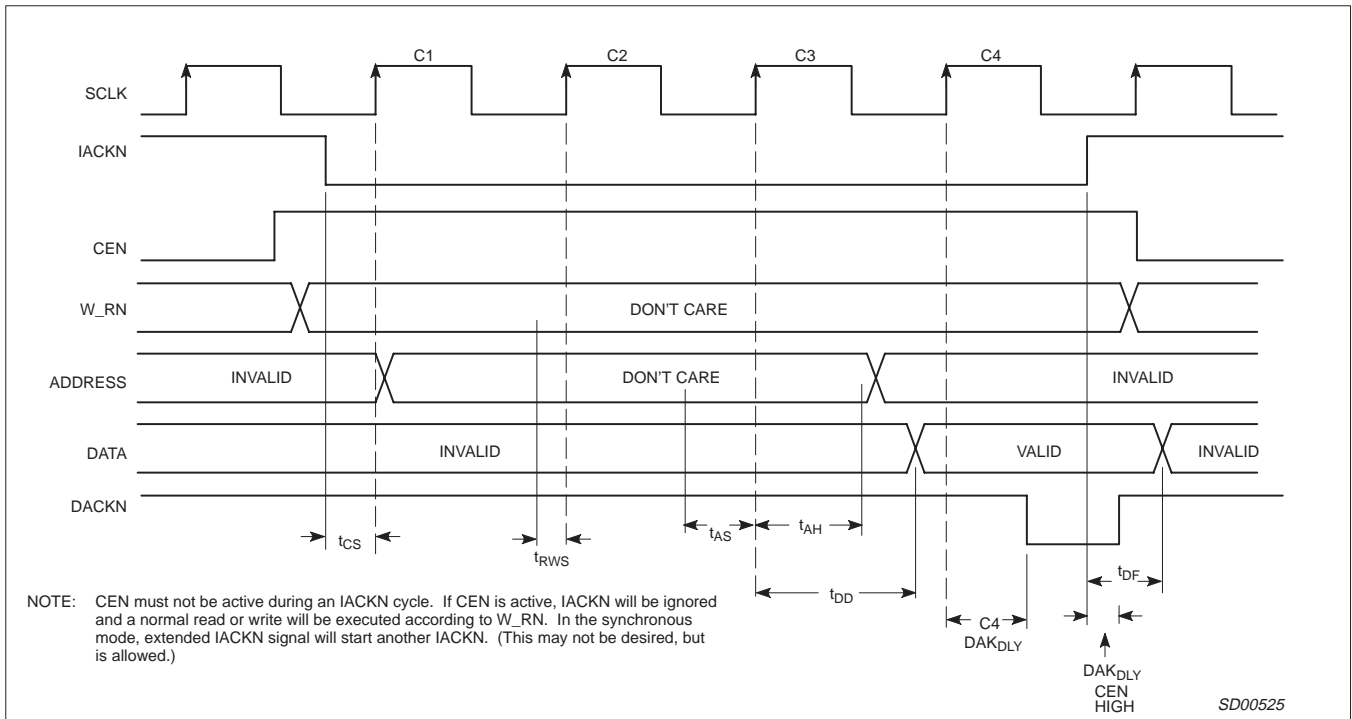 C1 C2 C3 C4
SCLK
IACKN
CEN
W_RN DON'T CARE
ADDRESS INVALID DON'T CARE INVALID
DATA INVALID VALID INVALID
DACKN
tCS tRWS tAS tAH tDF
tDD
C4
DAKDLY
DAKDLY
CEN
HIGH
NOTE: CEN must not be active during an IACKN cycle. If CEN is active, IACKN will be ignored
and a normal read or write will be executed according to W_RN. In the synchronous
mode, extended IACKN signal will start another IACKN. (This may not be desired, but
is allowed.)
SD00525